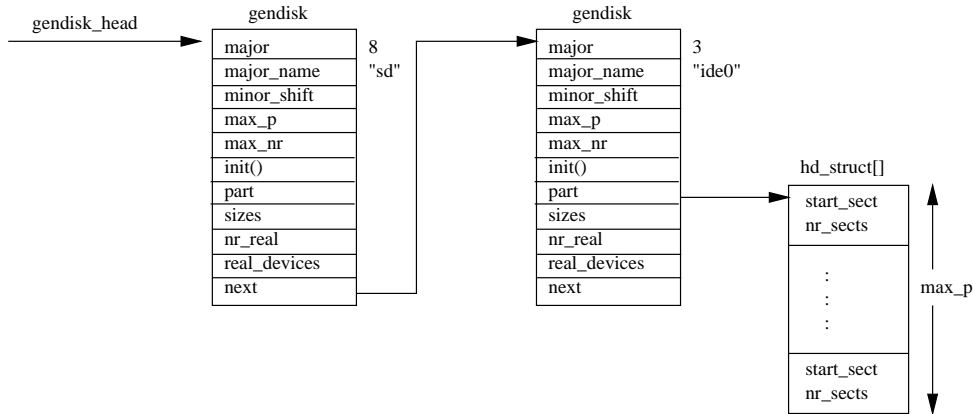 gendisk_head
gendisk
major
major_name
minor_shift
max_p
max_nr
init()
part
sizes
nr_real
real_devices
next
8
"sd"
gendisk
major
major_name
minor_shift
max_p
max_nr
init()
part
sizes
nr_real
real_devices
next
3
"ide0"
hd_struct[]
start_sect
nr_sects
:
:
:
start_sect
nr_sects
max_p